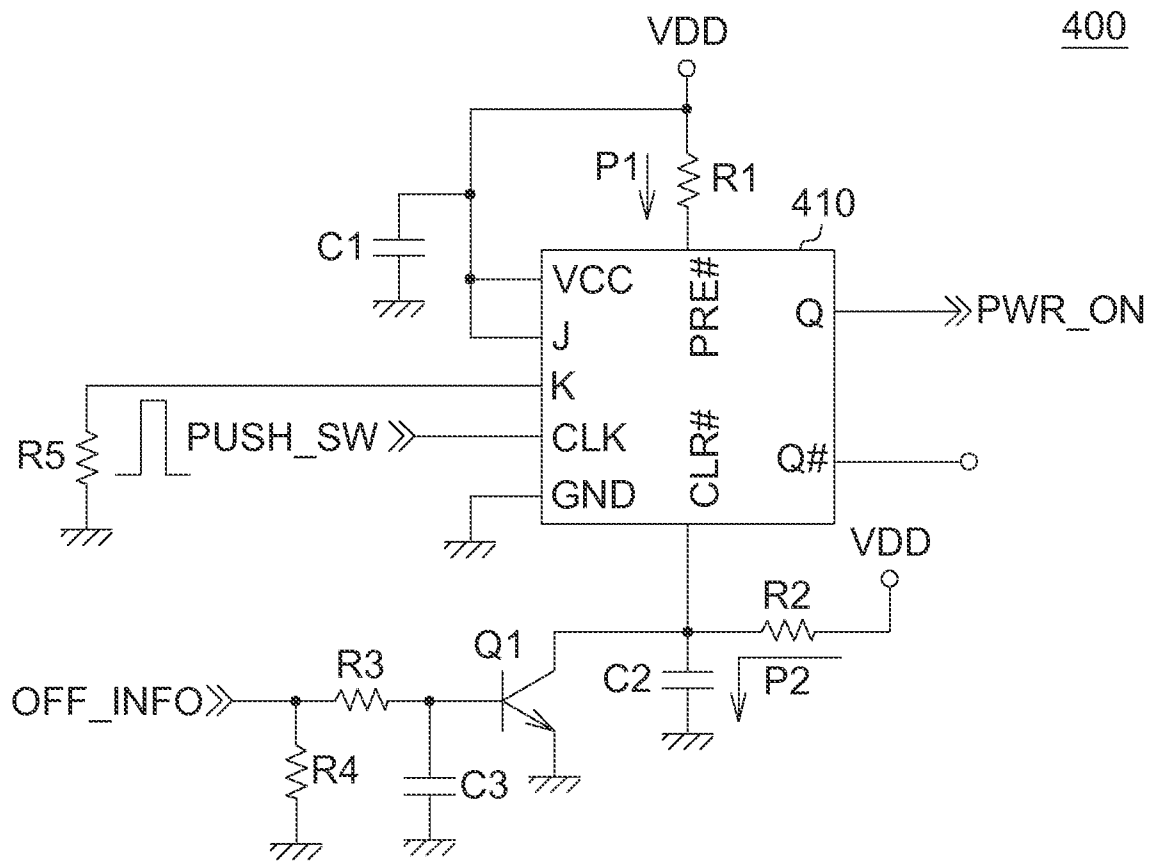 400
VDD
P1
R1
410
C1
VCC
PRE#
Q
PWR_ON
J
K
R5
PUSH_SW
CLK
CLR#
Q#
GND
VDD
R2
Q1
R3
C2
P2
OFF_INFO
R4
C3